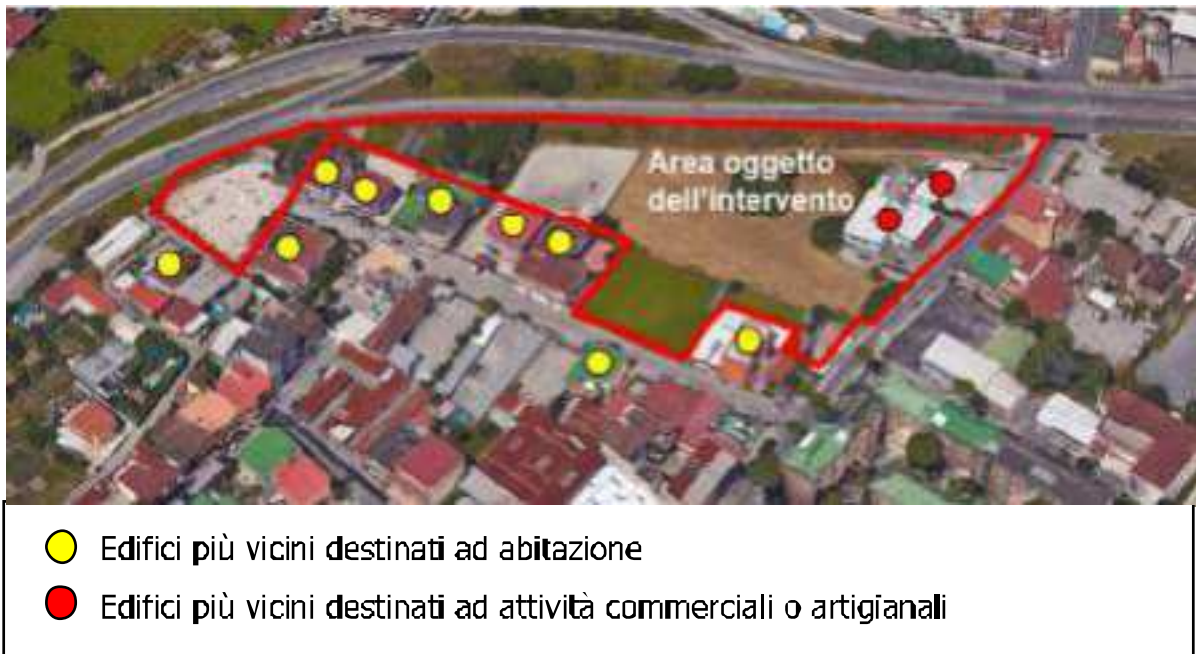 Area oggetto
dell'intervento
Edifici più vicini destinati ad abitazione
Edifici più vicini destinati ad attività commerciali o artigianali